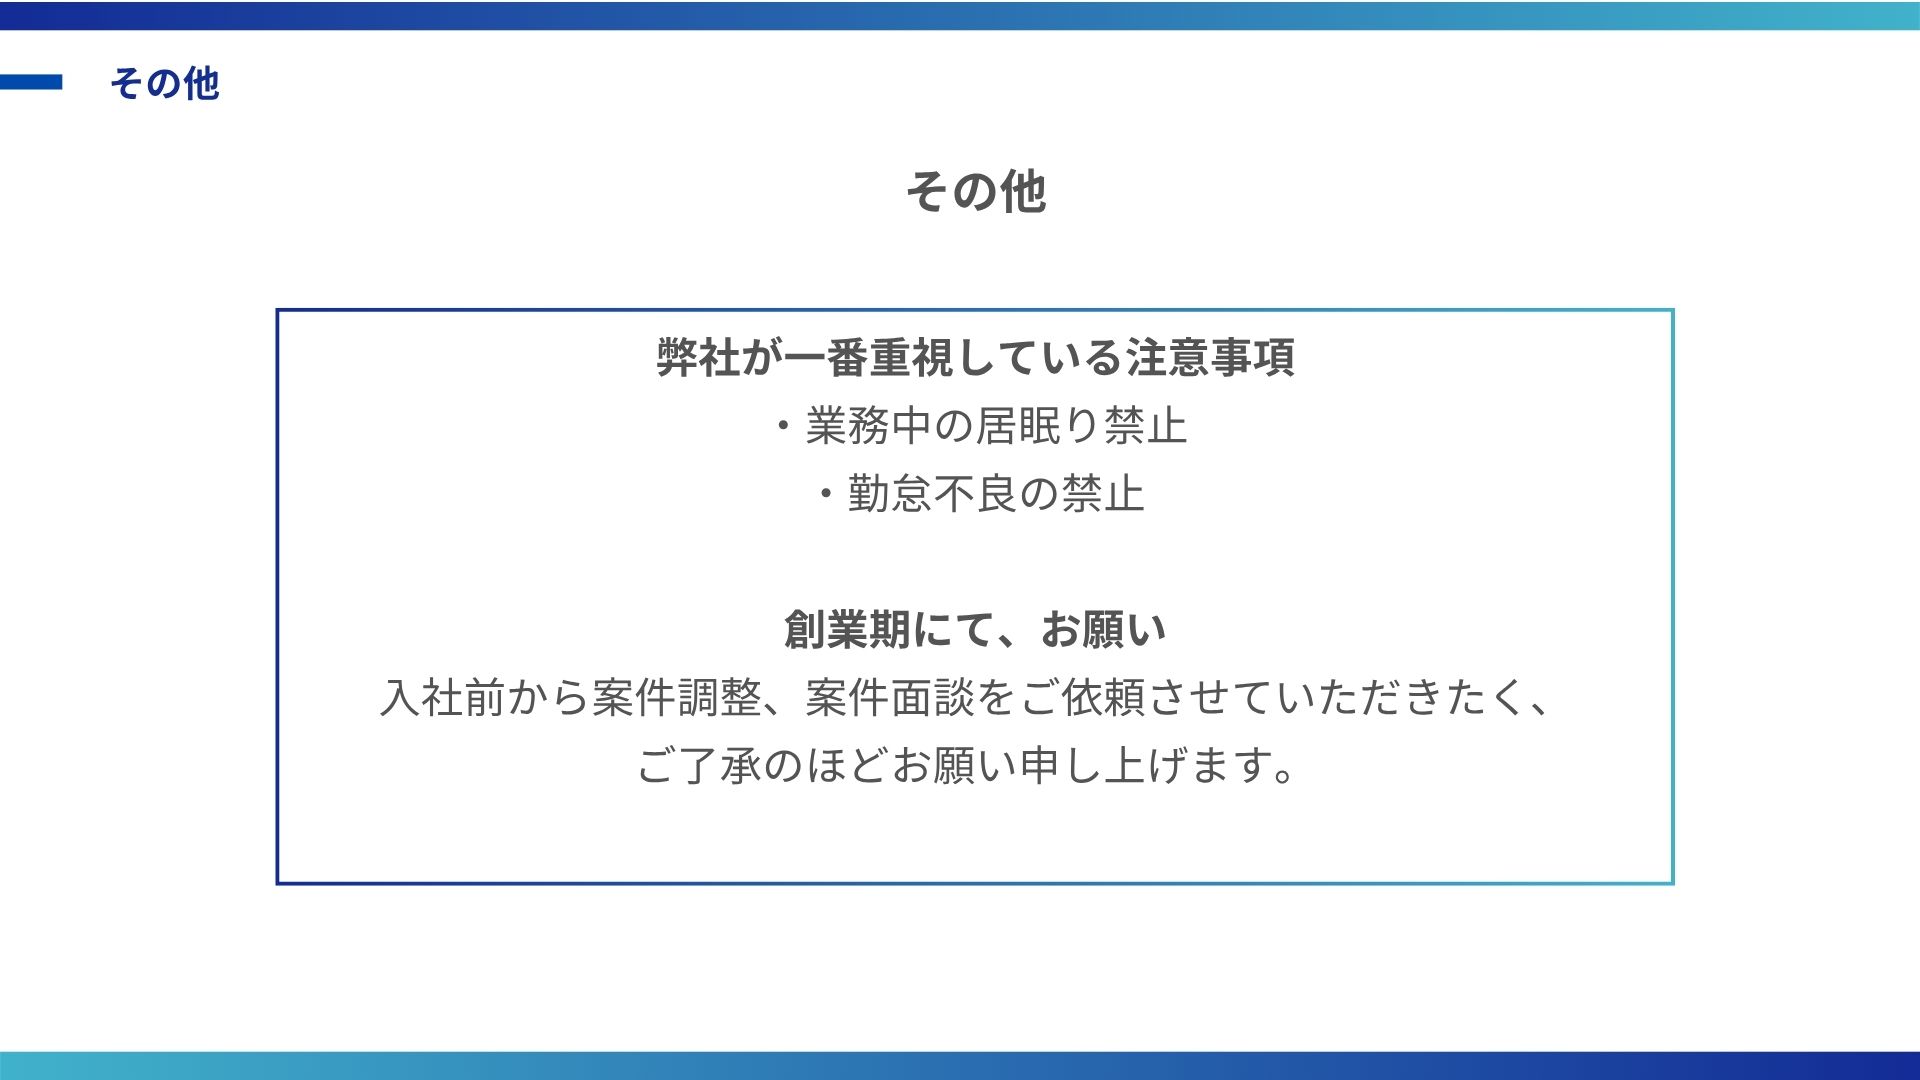 その他
その他
弊社が一番重視している注意事項
・業務中の居眠り禁止
・勤怠不良の禁止
創業期にて、お願い
入社前から案件調整、案件面談をご依頼させていただきたく、
ご了承のほどお願い申し上げます。